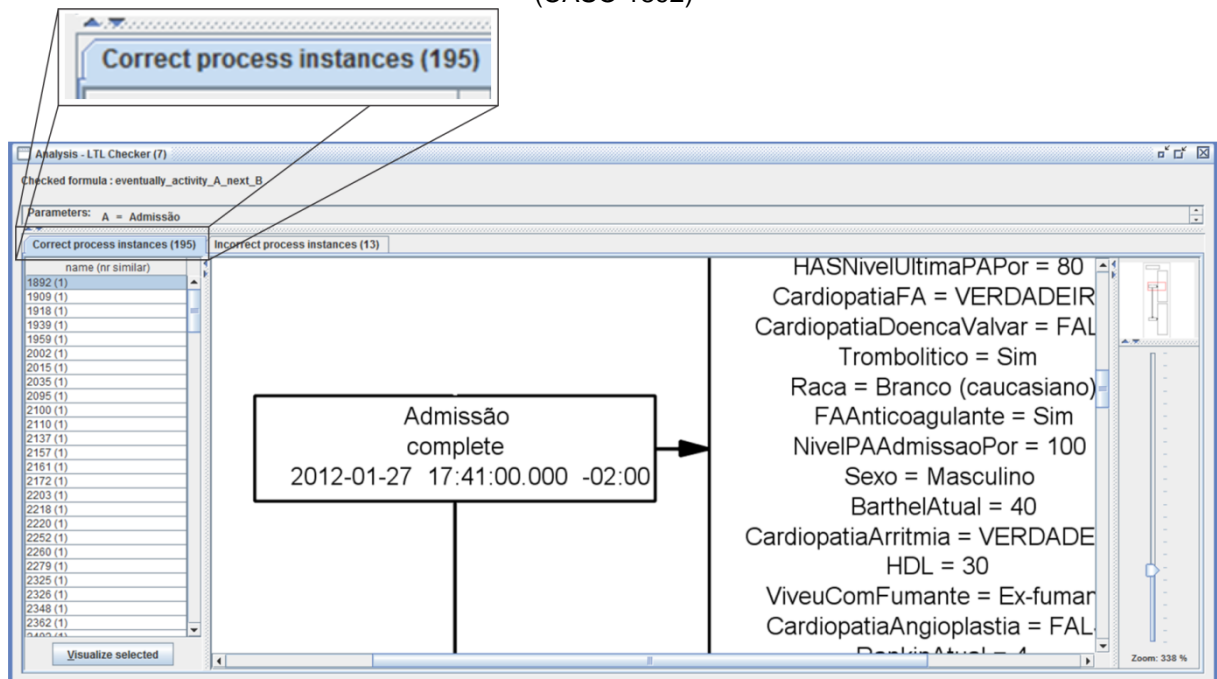 (CASO 1892)
Correct process instances (195)
Analysis - LTL Checker (7)
Checked formula : eventually_activity_A_next_B
Parameters: A = Admissão
Correct process instances (195) Incorrect process instances (13)
name (nr similar)
1892 (1)
1909 (1)
1918 (1)
1939 (1)
1959 (1)
2002 (1)
2015 (1)
2035 (1)
2095 (1)
2100 (1)
2110 (1)
2137 (1)
2157 (1)
2161 (1)
2172 (1)
2203 (1)
2218 (1)
2220 (1)
2252 (1)
2260 (1)
2279 (1)
2325 (1)
2326 (1)
2348 (1)
2362 (1)
Visualize selected
Admissão
complete
2012-01-27 17:41:00.000 -02:00
HASNivelUltimaPAPor = 80
CardiopatiaFA = VERDADEIR
CardiopatiaDoencaValvar = FAL
Trombolitico = Sim
Raca = Branco (caucasiano)
FAAnticoagulante = Sim
NivelPAAdmissaoPor = 100
Sexo = Masculino
BarthelAtual = 40
CardiopatiaArritmia = VERDADE
HDL = 30
ViveuComFumante = Ex-fumar
CardiopatiaAngioplastia = FAL
RankinAtual = 4
Zoom: 338 %